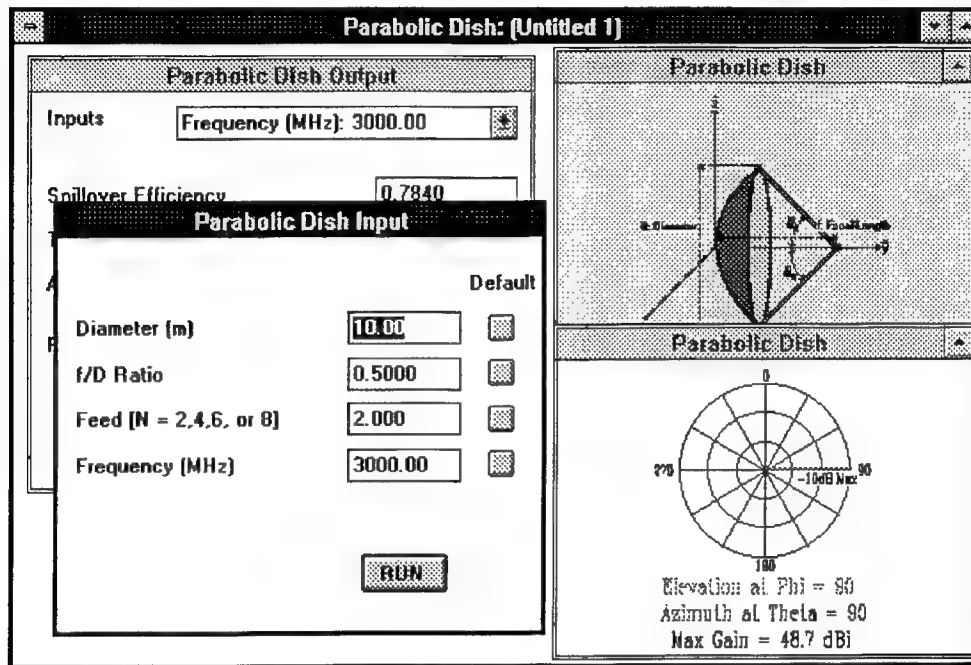 Parabolic Dish: (Untitled 1)
Parabolic Dish Output
Inputs
Frequency (MHz): 3000.00
Spillover Efficiency
0.7840
Parabolic Dish Input
Default
Diameter (m)
10.00
f/D Ratio
0.5000
Feed [N = 2,4,6, or 8]
2.000
Frequency (MHz)
3000.00
RUN
Parabolic Dish
Z
D: Diameter
f: Focal Length
Parabolic Dish
0
270
-10dB Max
90
180
Elevation at Phi = 90
Azimuth at Theta = 90
Max Gain = 48.7 dBi